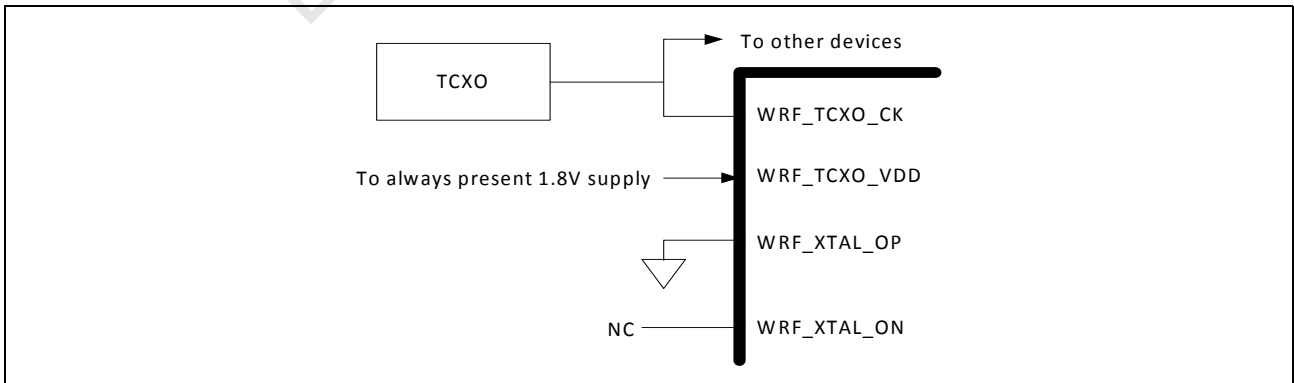 To other devices
TCXO
WRF_TCXO_CK
To always present 1.8V supply
WRF_TCXO_VDD
WRF_XTAL_OP
NC
WRF_XTAL_ON